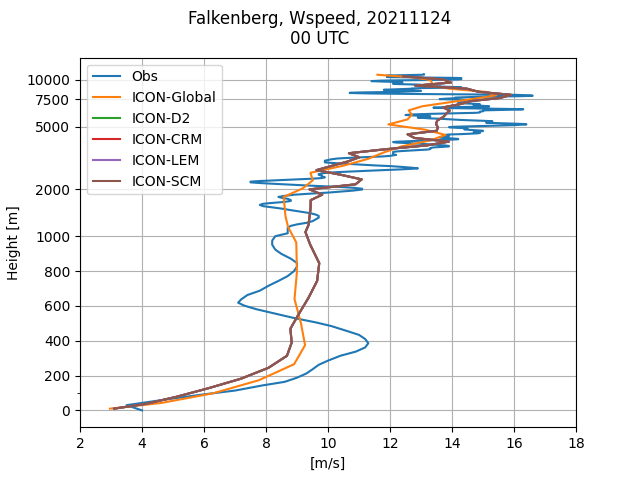 Falkenberg, Wspeed, 20211124
00 UTC
Obs
ICON-Global
ICON-D2
ICON-CRM
ICON-LEM
ICON-SCM
Height [m]
10000
7500
5000
2000
1000
800
600
400
200
0
2 4 6 8 10 12 14 16 18
[m/s]